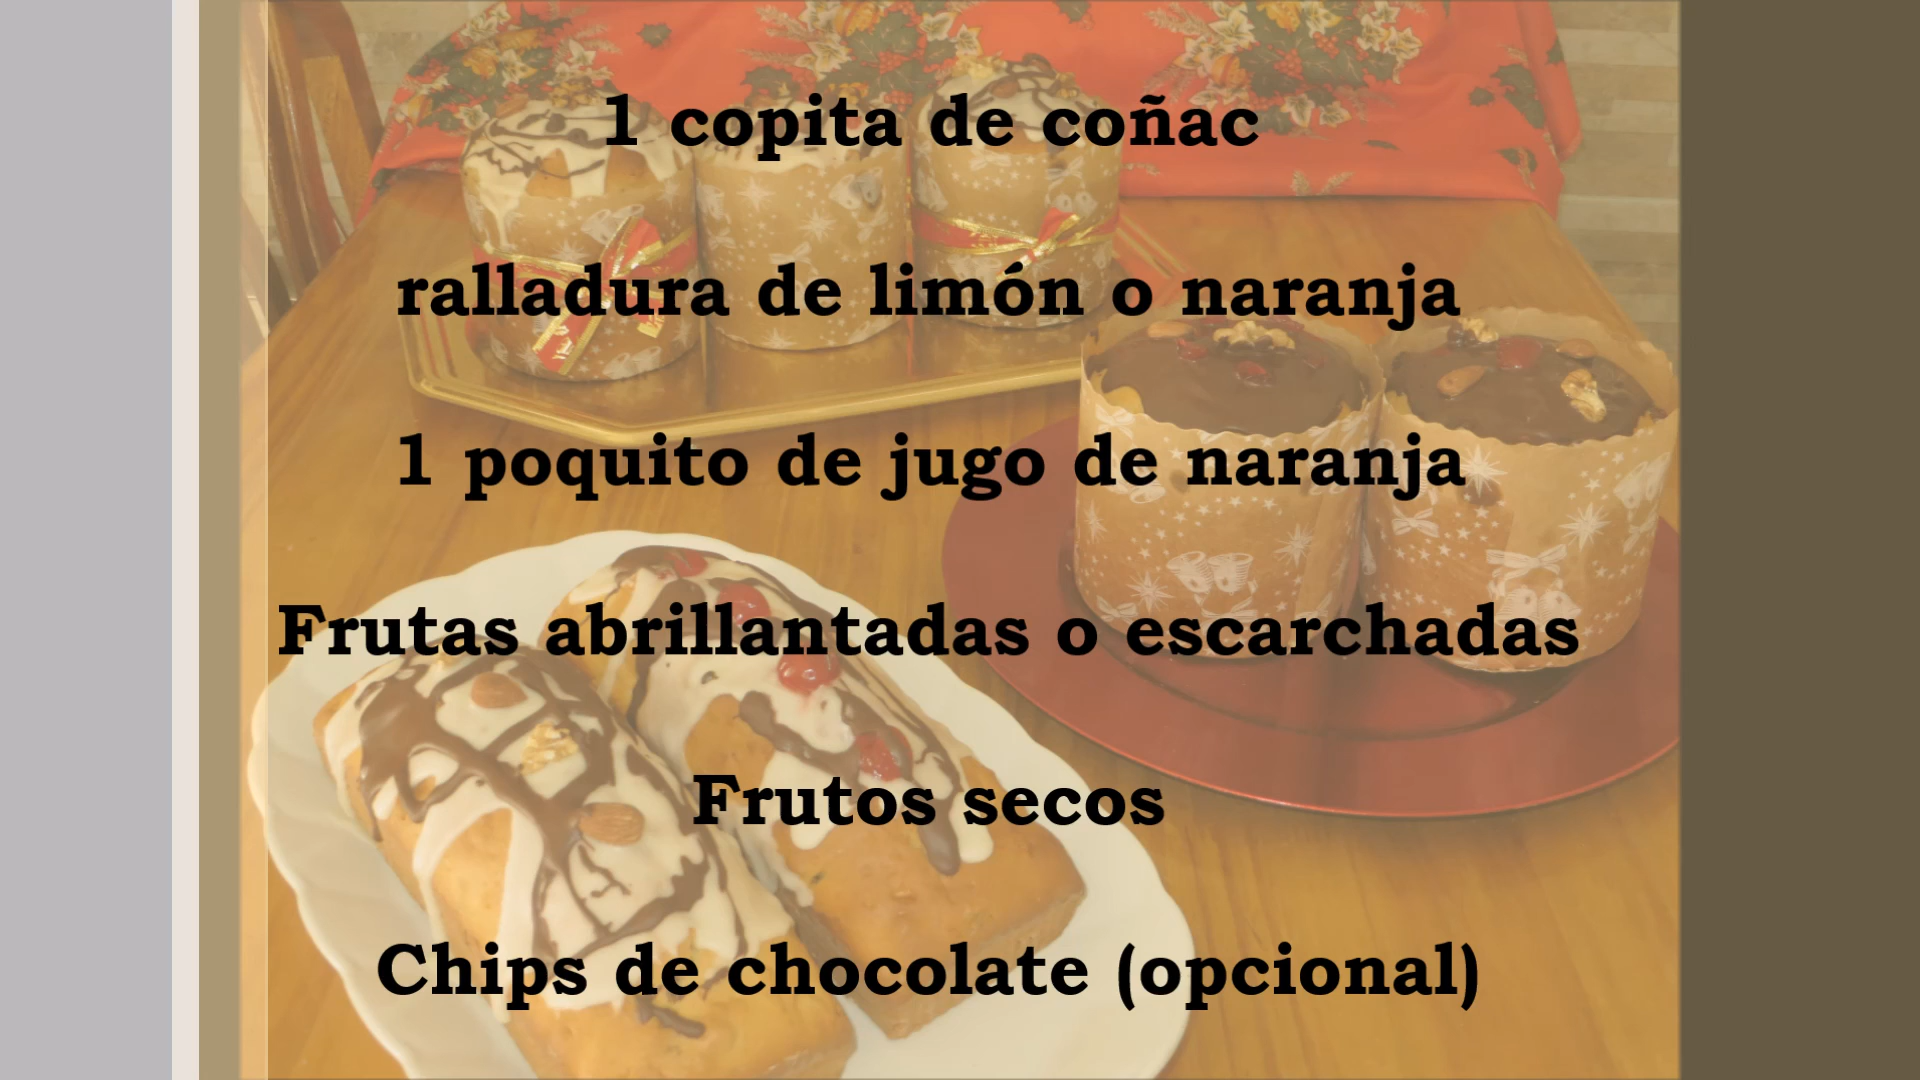 1 copita de coñac
ralladura de limón o naranja
1 poquito de jugo de naranja
Frutas abrillantadas o escarchadas
Frutos secos
Chips de chocolate (opcional)